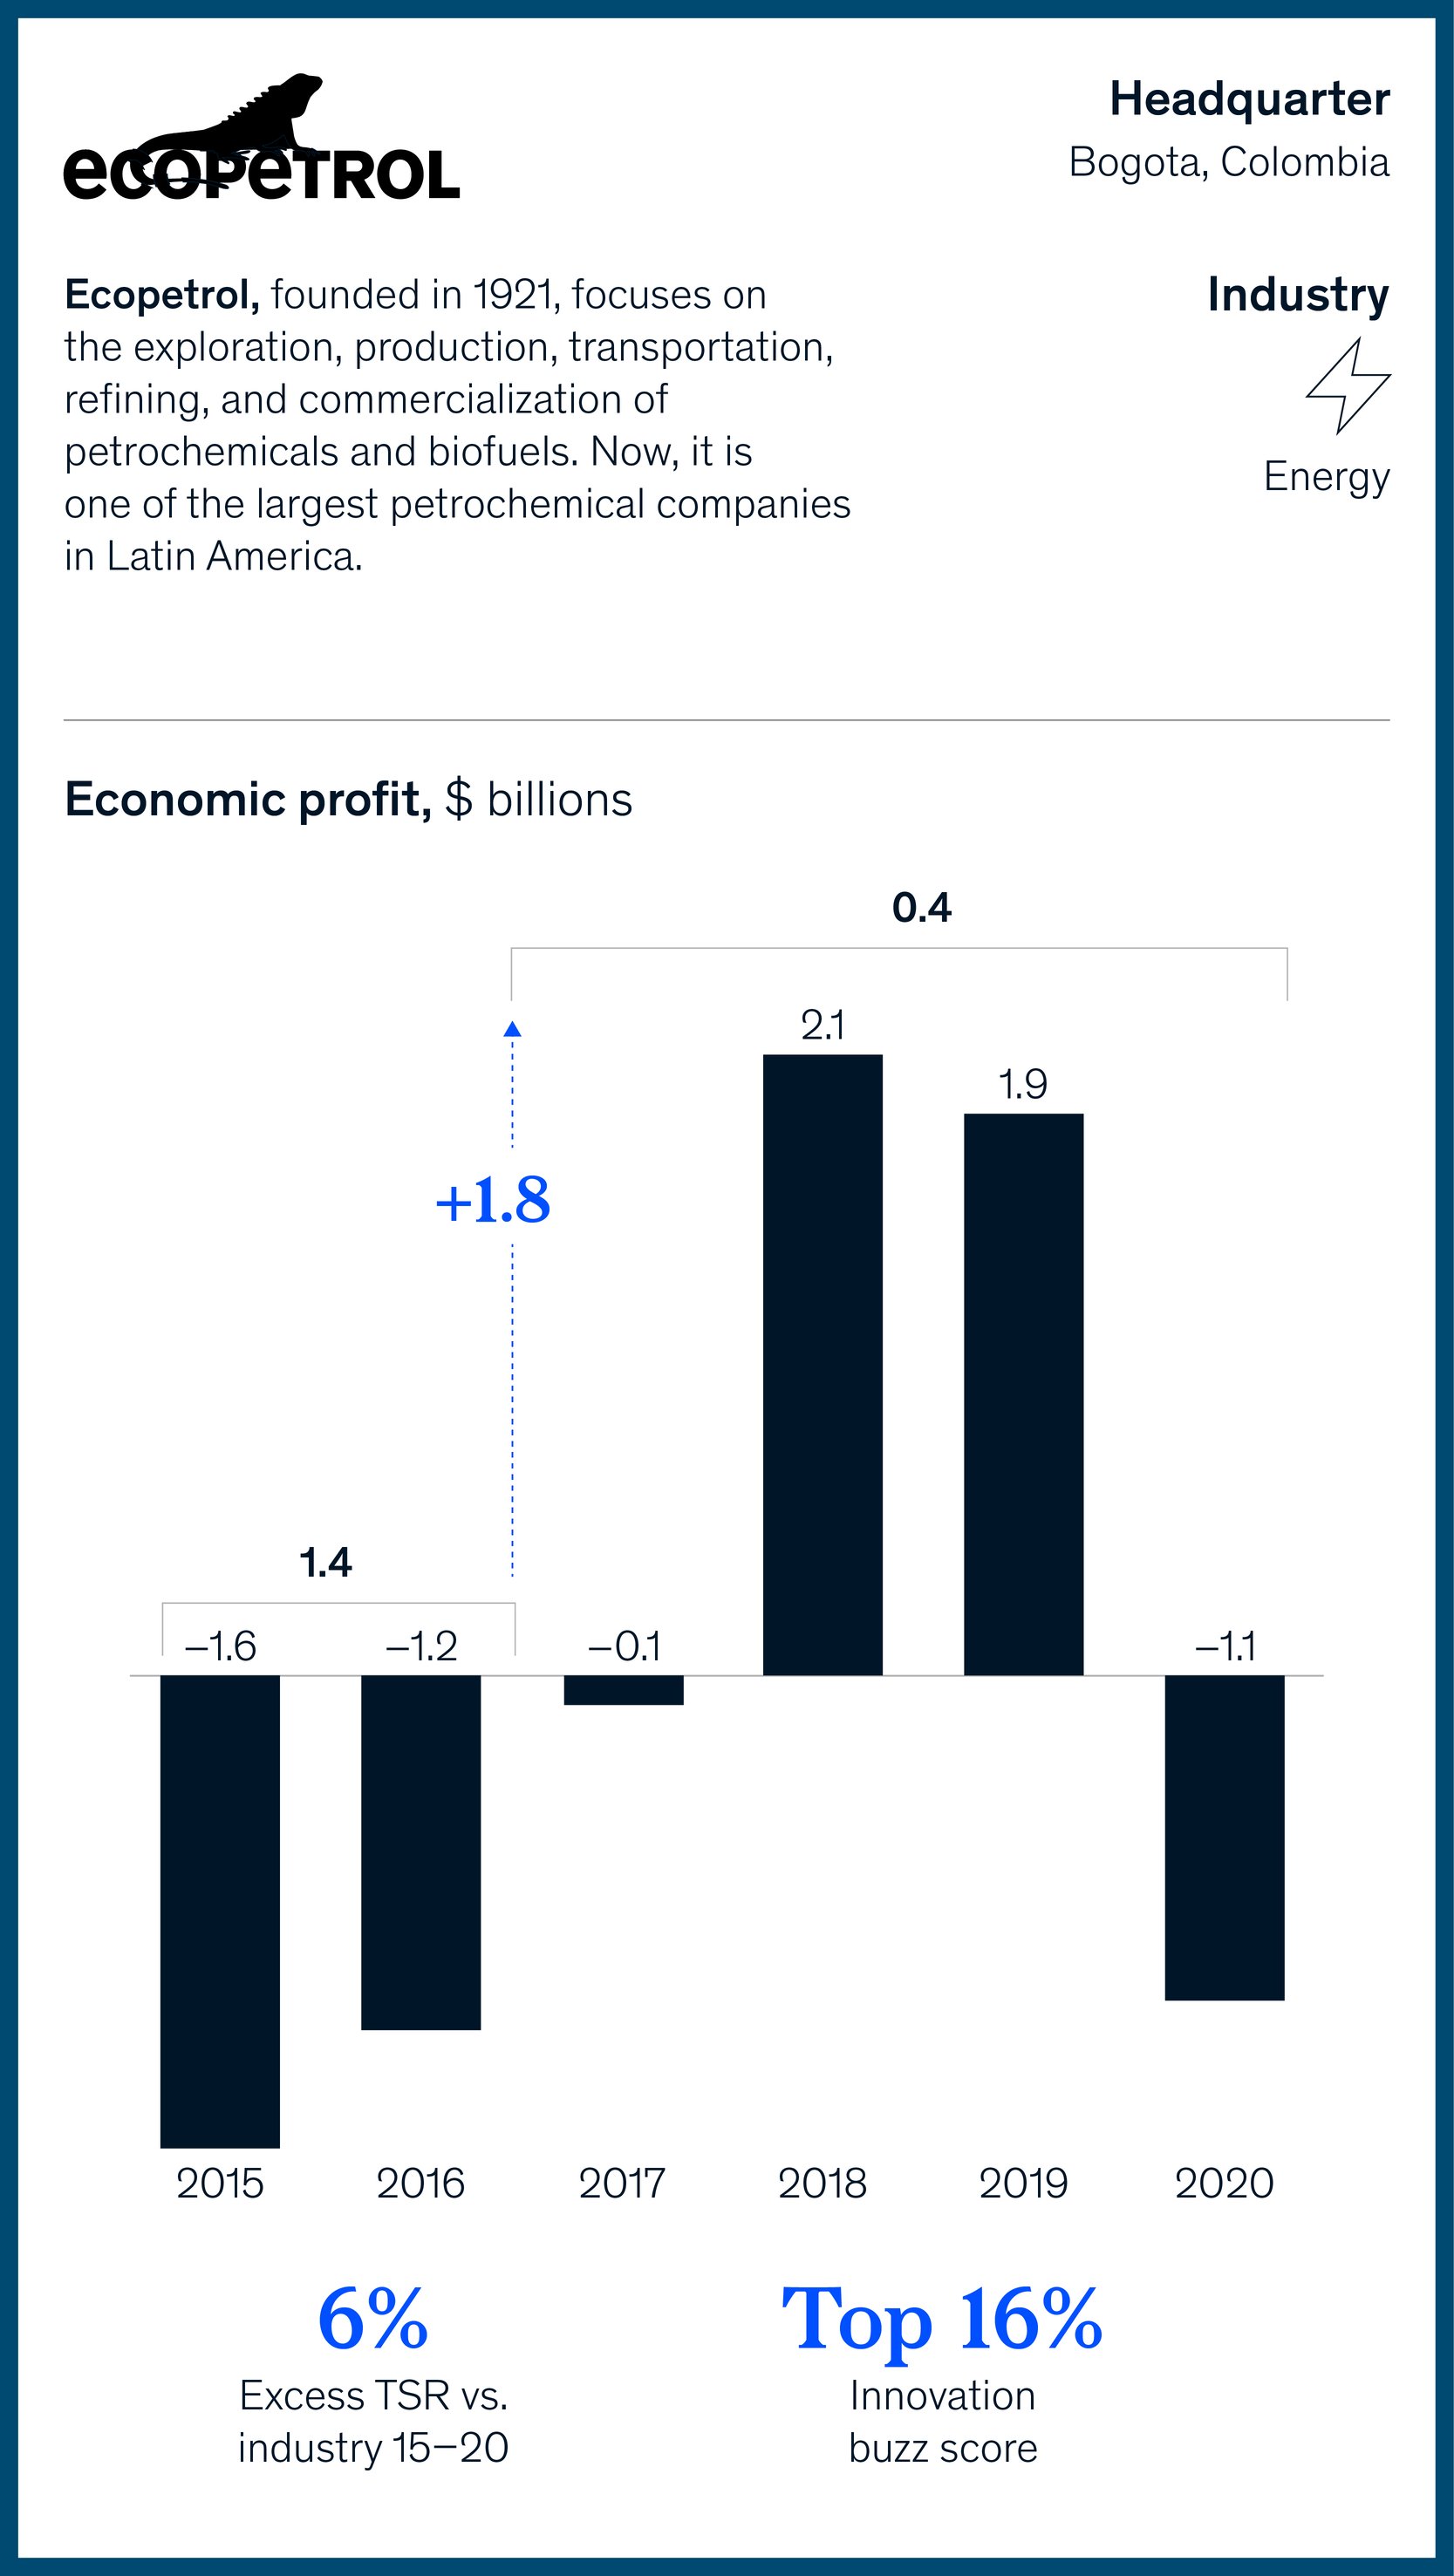 ecopetrol
Headquarter
Bogota, Colombia
Ecopetrol, founded in 1921, focuses on
the exploration, production, transportation,
refining, and commercialization of
petrochemicals and biofuels. Now, it is
one of the largest petrochemical companies
in Latin America.
Industry
Energy
Economic profit, $ billions
0.4
2.1
1.9
+1.8
1.4
–1.6
–1.2
–0.1
–1.1
2015
2016
2017
2018
2019
2020
6%
Excess TSR vs.
industry 15–20
Top 16%
Innovation
buzz score